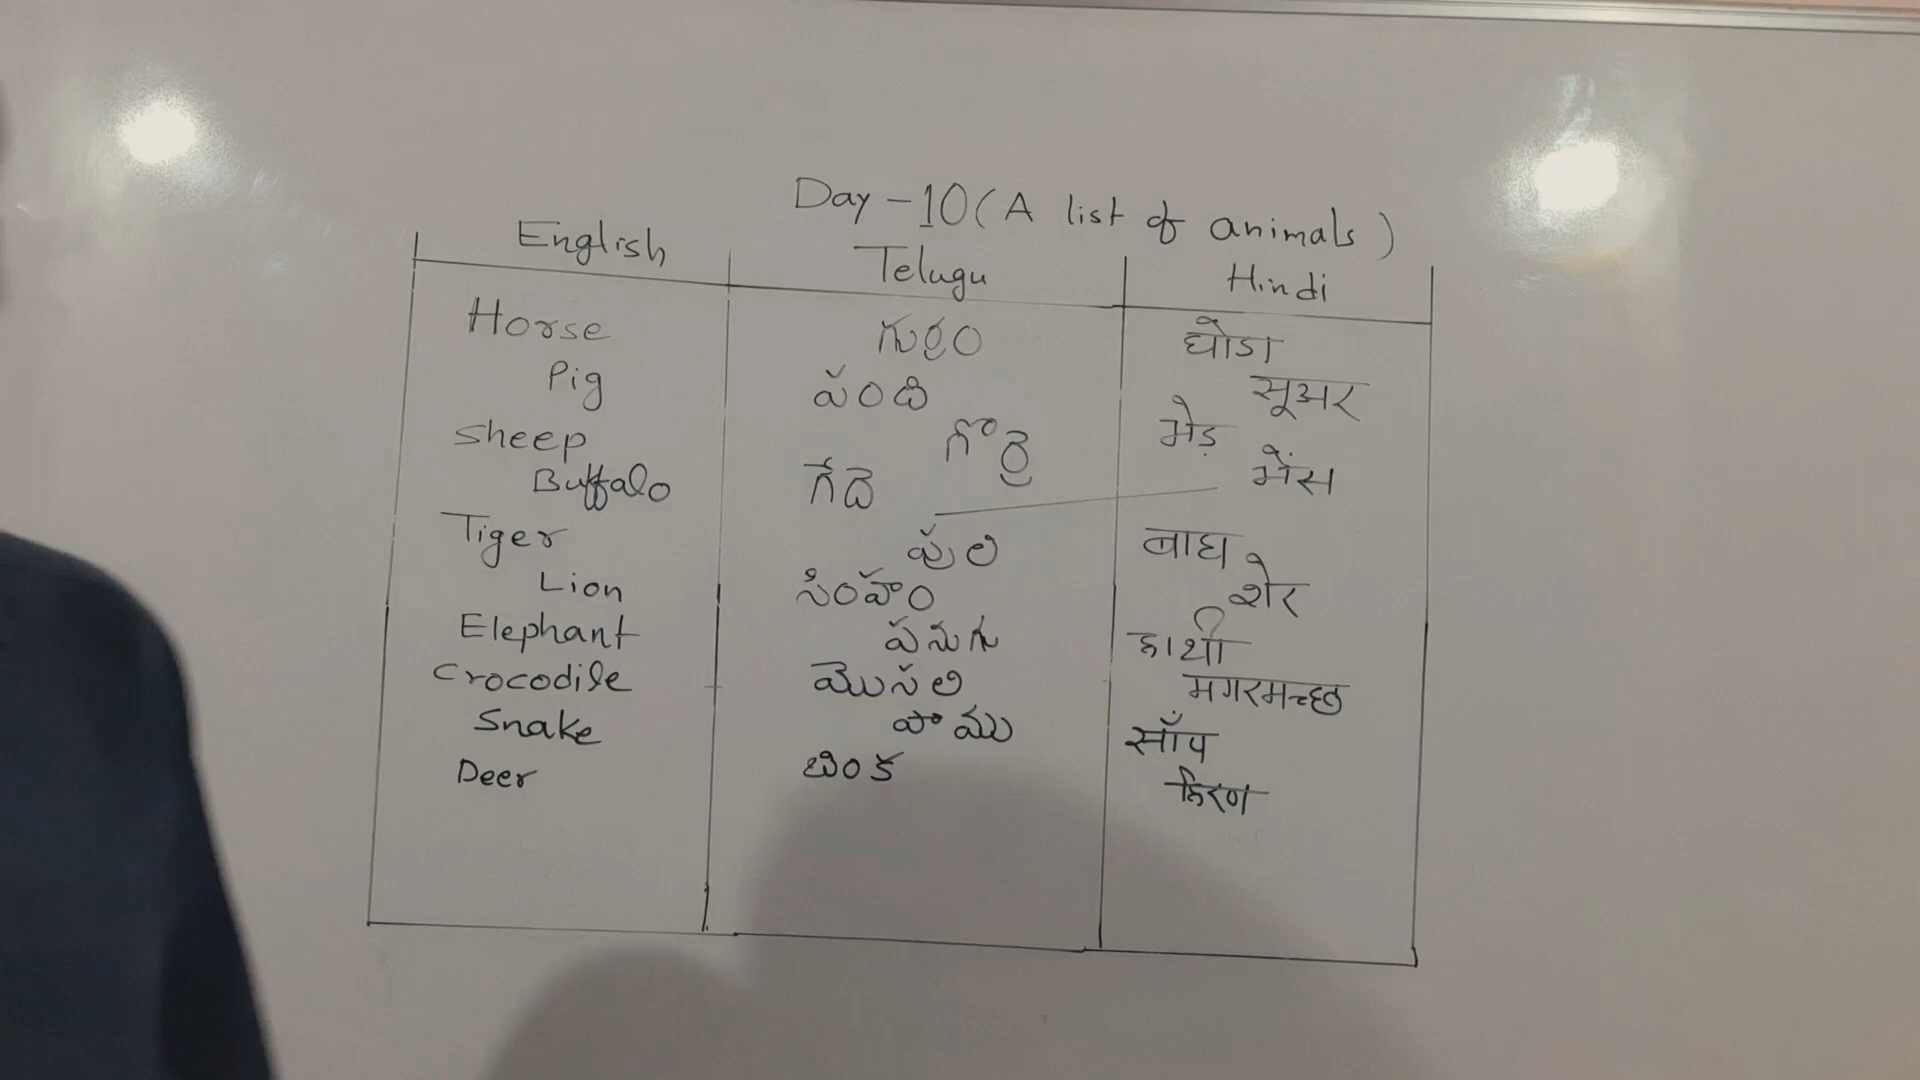 Day - 10 (A list of animals)
English Telugu Hindi
Horse గుర్రం घोडा
Pig పంది सूअर
Sheep గొర్రె भेड़
Buffalo గేదె भैंस
Tiger పులి बाघ
Lion సింహం शेर
Elephant ఏనుగు हाथी
Crocodile మొసలి मगरमच्छ
Snake పాము साँप
Deer జింక हिरण